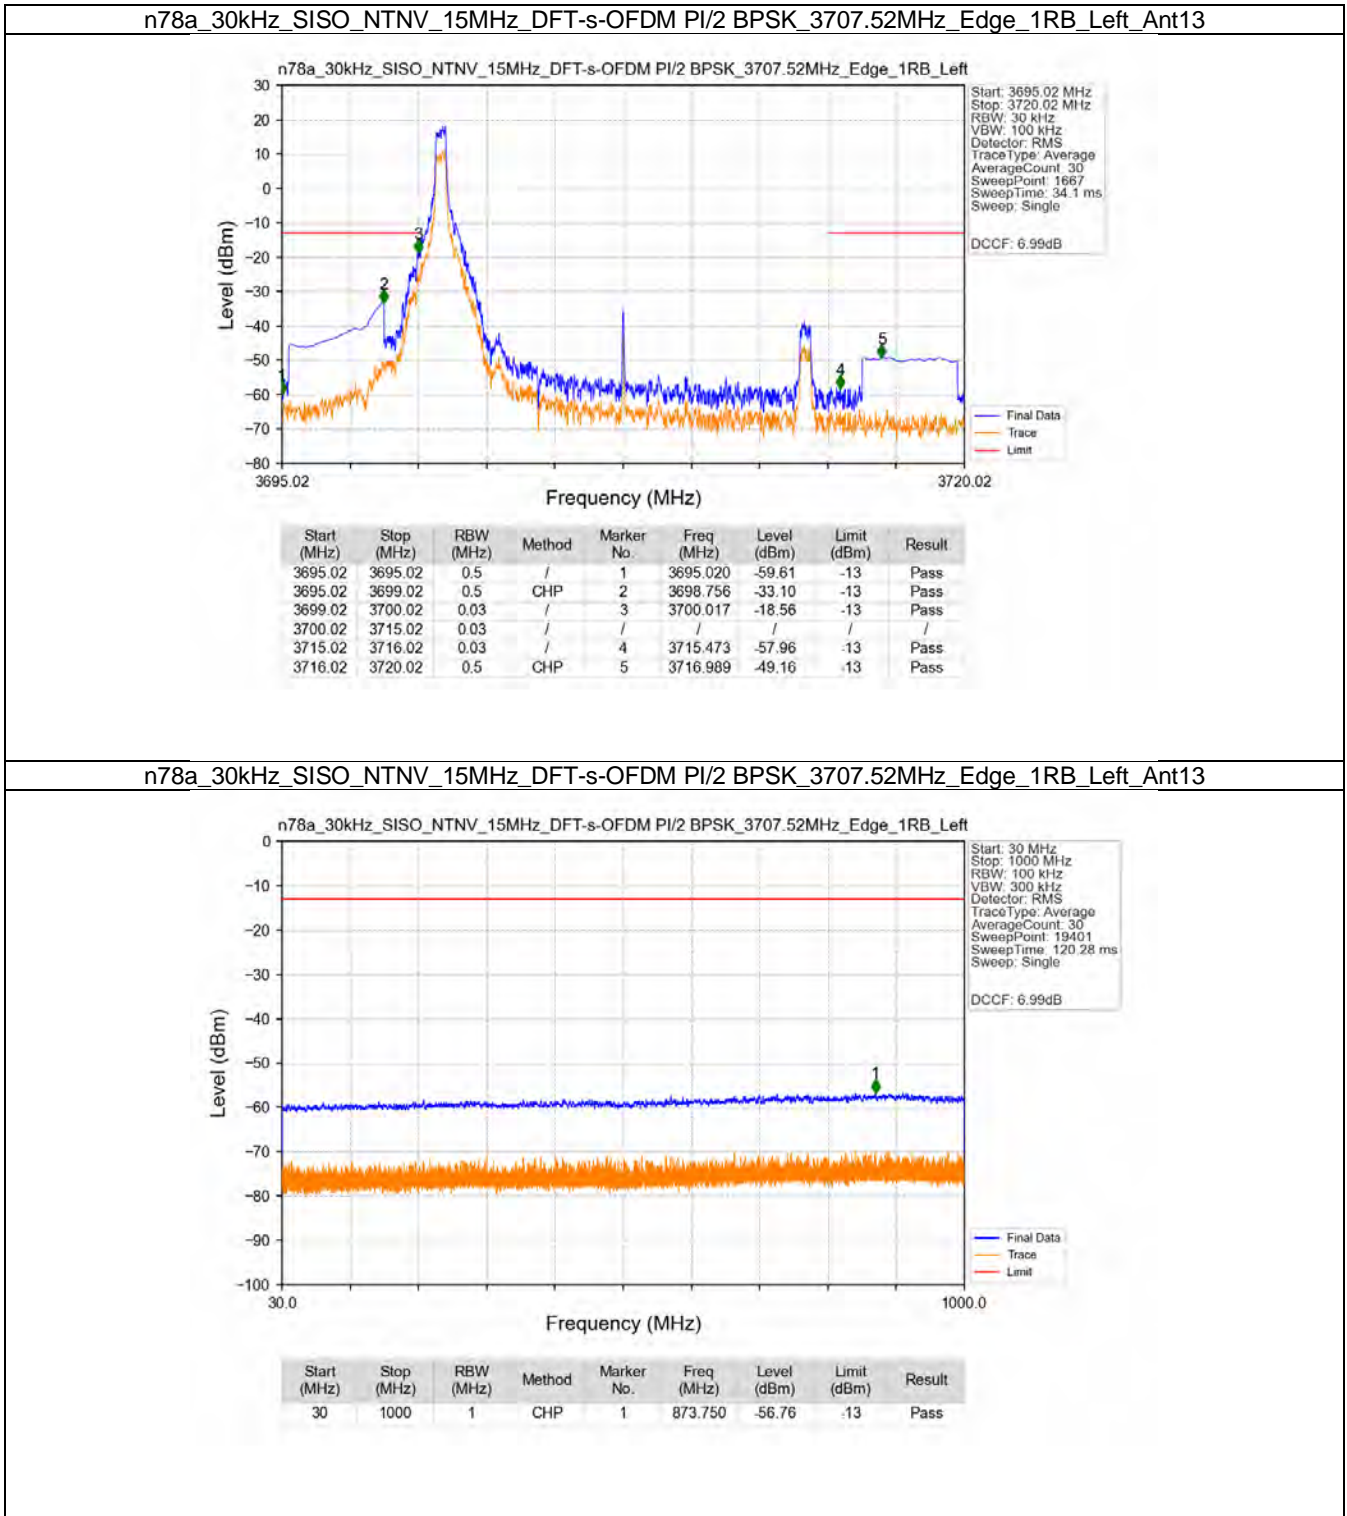 n78a_30kHz_SISO_NTNV_15MHz_DFT-s-OFDM PI/2 BPSK_3707.52MHz_Edge_1RB_Left_Ant13
n78a_30kHz_SISO_NTNV_15MHz_DFT-s-OFDM PI/2 BPSK_3707.52MHz_Edge_1RB_Left
30
20
10
0
−10
−20
−30
−40
−50
−60
−70
−80
Level (dBm)
1
2
3
4
5
3695.02
3720.02
Frequency (MHz)
Start: 3695.02 MHz
Stop: 3720.02 MHz
RBW: 30 kHz
VBW: 100 kHz
Detector: RMS
TraceType: Average
AverageCount: 30
SweepPoint: 1667
SweepTime: 34.1 ms
Sweep: Single
DCCF: 6.99dB
Final Data
Trace
Limit
Start (MHz) Stop (MHz) RBW (MHz) Method Marker No. Freq (MHz) Level (dBm) Limit (dBm) Result
3695.02 3695.02 0.5 / 1 3695.020 -59.61 -13 Pass
3695.02 3699.02 0.5 CHP 2 3698.756 -33.10 -13 Pass
3699.02 3700.02 0.03 / 3 3700.017 -18.56 -13 Pass
3700.02 3715.02 0.03 / / / / / /
3715.02 3716.02 0.03 / 4 3715.473 -57.96 -13 Pass
3716.02 3720.02 0.5 CHP 5 3716.989 -49.16 -13 Pass
n78a_30kHz_SISO_NTNV_15MHz_DFT-s-OFDM PI/2 BPSK_3707.52MHz_Edge_1RB_Left_Ant13
n78a_30kHz_SISO_NTNV_15MHz_DFT-s-OFDM PI/2 BPSK_3707.52MHz_Edge_1RB_Left
0
−10
−20
−30
−40
−50
−60
−70
−80
−90
−100
Level (dBm)
1
30.0
1000.0
Frequency (MHz)
Start: 30 MHz
Stop: 1000 MHz
RBW: 100 kHz
VBW: 300 kHz
Detector: RMS
TraceType: Average
AverageCount: 30
SweepPoint: 19401
SweepTime: 120.28 ms
Sweep: Single
DCCF: 6.99dB
Final Data
Trace
Limit
Start (MHz) Stop (MHz) RBW (MHz) Method Marker No. Freq (MHz) Level (dBm) Limit (dBm) Result
30 1000 1 CHP 1 873.750 -56.76 -13 Pass